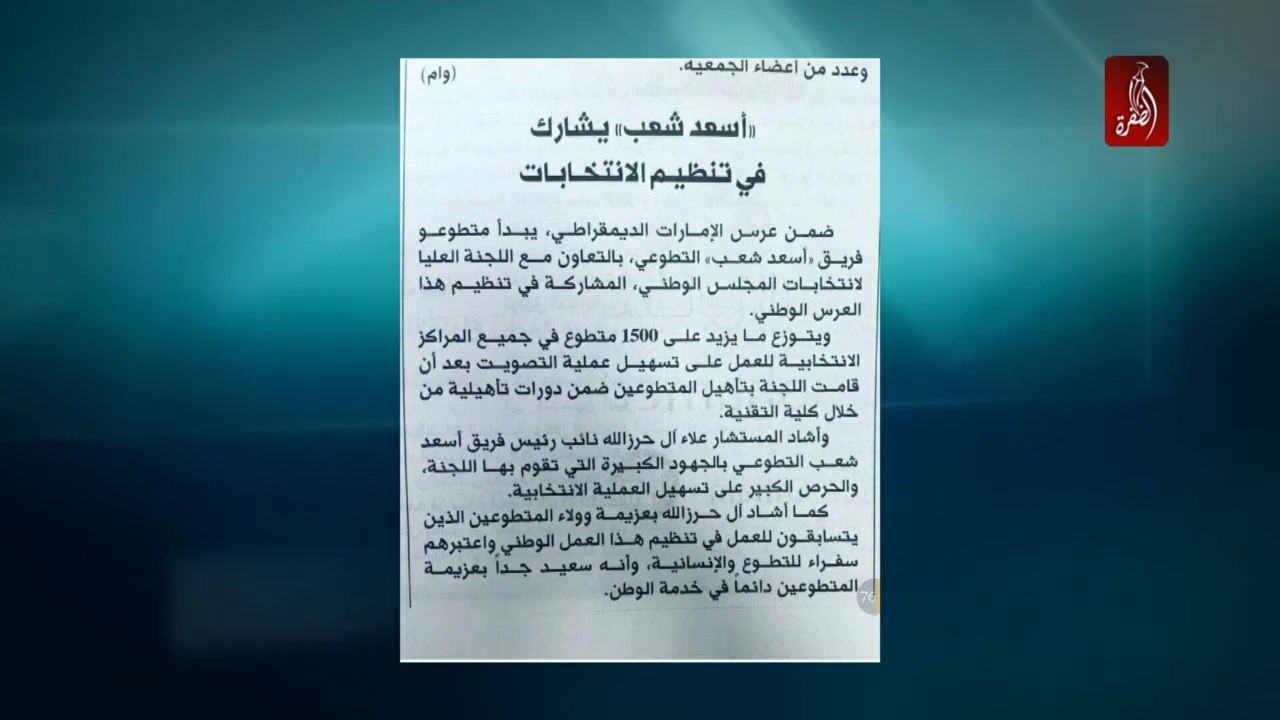 وعدد من أعضاء الجمعية.
(وام)
الظفرة
«أسعد شعب» يشارك
في تنظيم الانتخابات
ضمن عرس الإمارات الديمقراطي، يبدأ متطوعو
فريق «أسعد شعب» التطوعي، بالتعاون مع اللجنة العليا
لانتخابات المجلس الوطني، المشاركة في تنظيم هذا
العرس الوطني.
ويتوزع ما يزيد على 1500 متطوع في جميع المراكز
الانتخابية للعمل على تسهيل عملية التصويت بعد أن
قامت اللجنة بتأهيل المتطوعين ضمن دورات تأهيلية من
خلال كلية التقنية.
وأشاد المستشار علاء آل حرزالله نائب رئيس فريق أسعد
شعب التطوعي بالجهود الكبيرة التي تقوم بها اللجنة،
والحرص الكبير على تسهيل العملية الانتخابية.
كما أشاد آل حرزالله بعزيمة وولاء المتطوعين الذين
يتسابقون للعمل في تنظيم هذا العمل الوطني واعتبرهم
سفراء للتطوع والإنسانية، وأنه سعيد جداً بعزيمة
المتطوعين دائماً في خدمة الوطن.
76